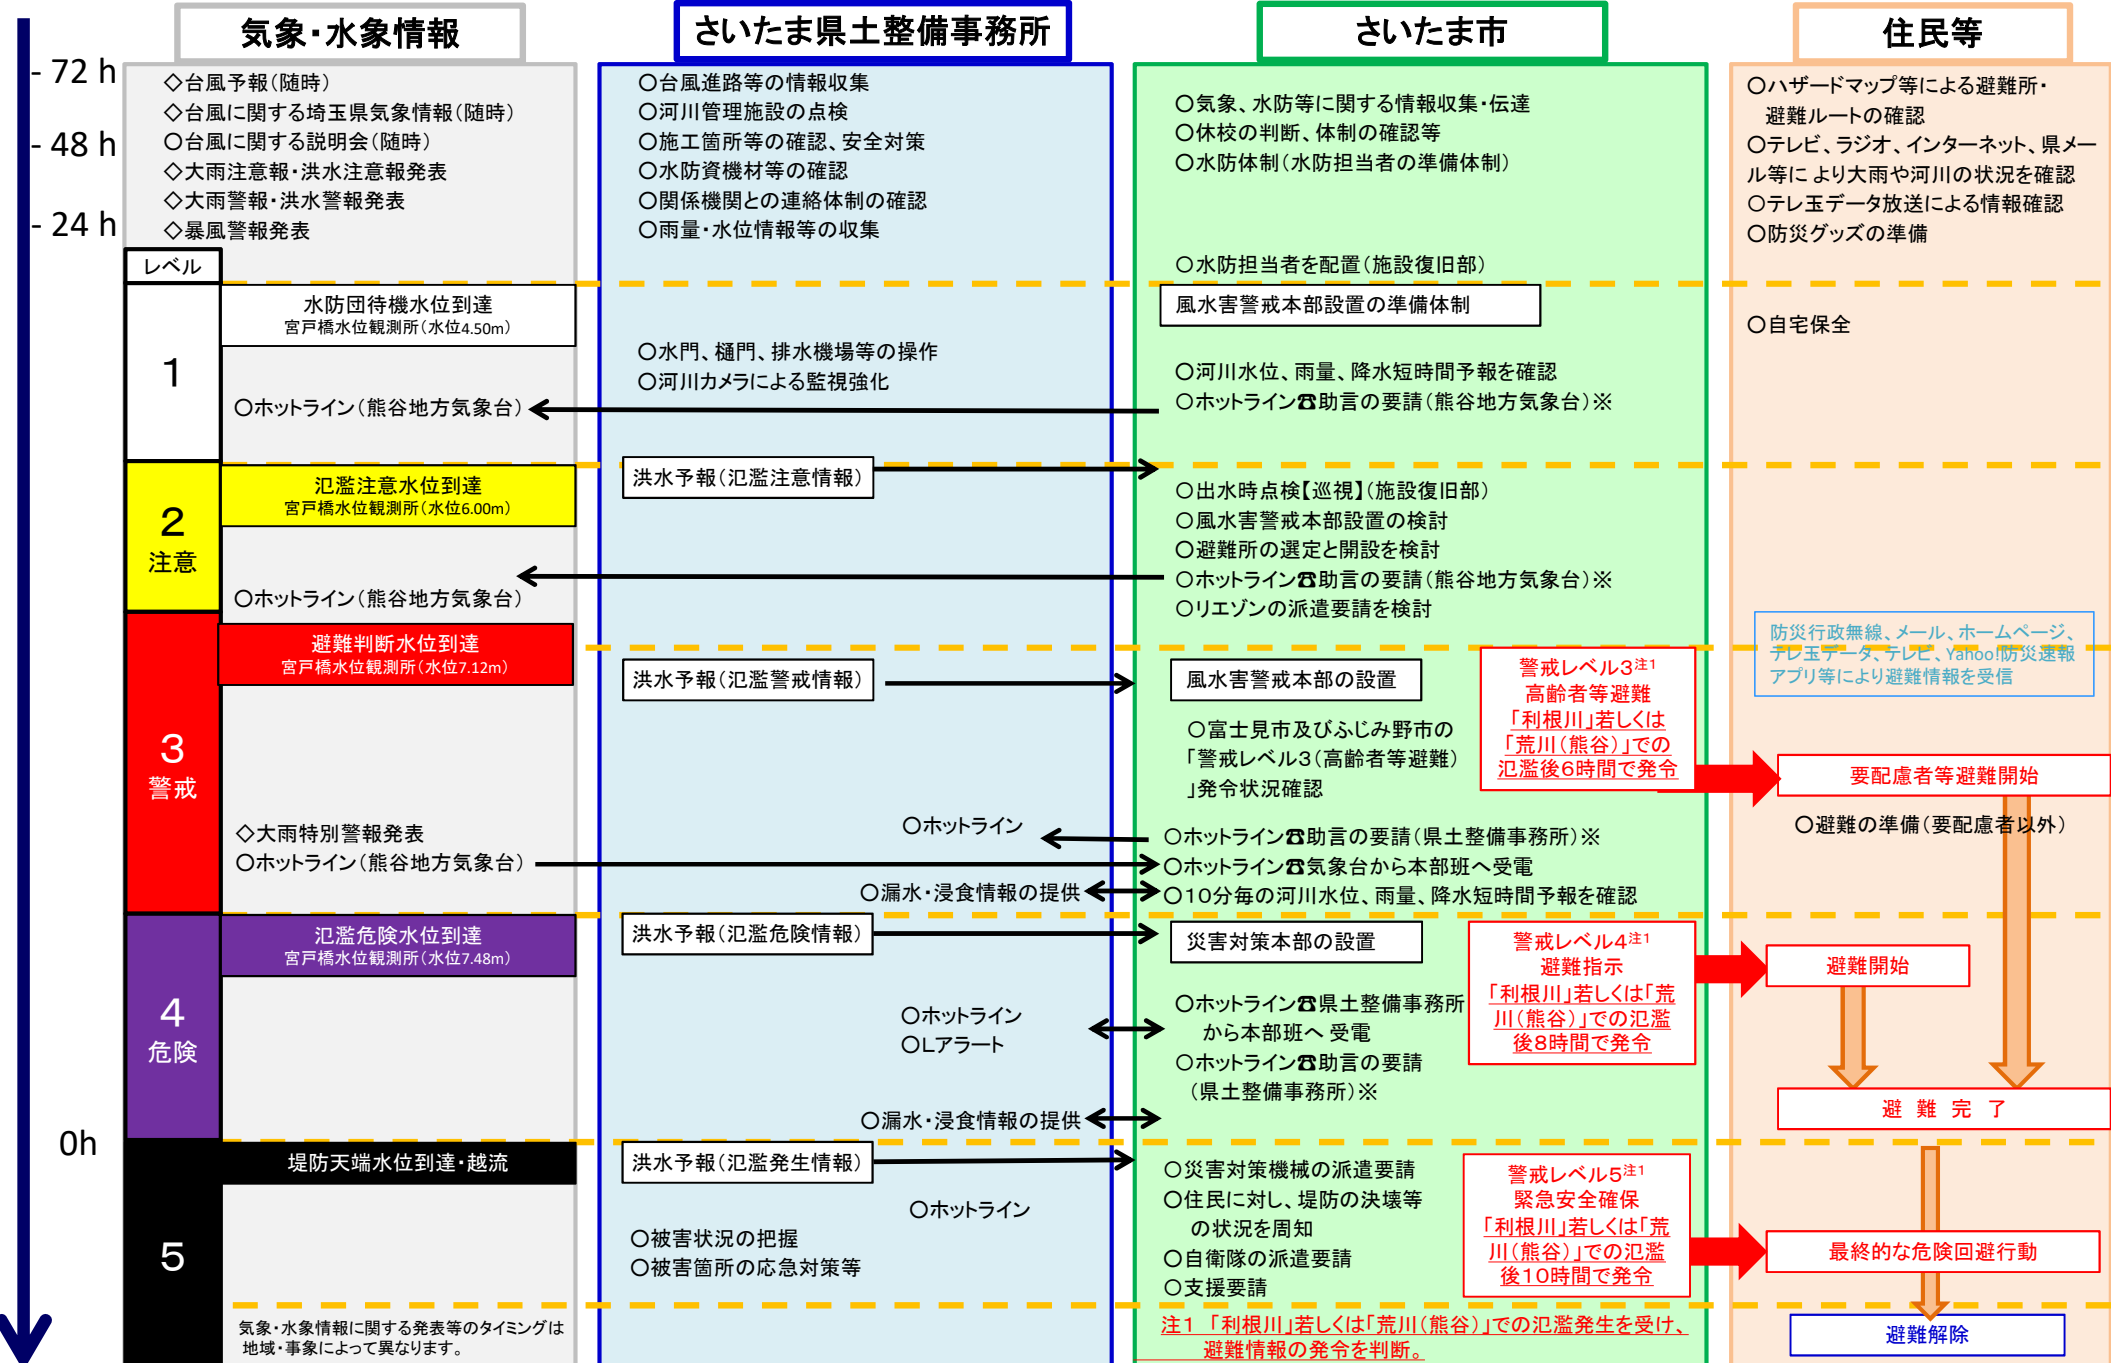 気象・水象情報
さいたま県土整備事務所
さいたま市
住民等
- 72 h
- 48 h
- 24 h
0h
◇台風予報(随時)
◇台風に関する埼玉県気象情報(随時)
○台風に関する説明会(随時)
◇大雨注意報・洪水注意報発表
◇大雨警報・洪水警報発表
◇暴風警報発表
○台風進路等の情報収集
○河川管理施設の点検
○施工箇所等の確認、安全対策
○水防資機材等の確認
○関係機関との連絡体制の確認
○雨量・水位情報等の収集
○気象、水防等に関する情報収集・伝達
○休校の判断、体制の確認等
○水防体制(水防担当者の準備体制)
○水防担当者を配置(施設復旧部)
○ハザードマップ等による避難所・
避難ルートの確認
○テレビ、ラジオ、インターネット、県メー
ル等により大雨や河川の状況を確認
○テレ玉データ放送による情報確認
○防災グッズの準備
レベル
1
水防団待機水位到達
宮戸橋水位観測所(水位4.50m)
○ホットライン(熊谷地方気象台)
○水門、樋門、排水機場等の操作
○河川カメラによる監視強化
風水害警戒本部設置の準備体制
○河川水位、雨量、降水短時間予報を確認
○ホットライン☎助言の要請(熊谷地方気象台)※
○自宅保全
2
注意
氾濫注意水位到達
宮戸橋水位観測所(水位6.00m)
○ホットライン(熊谷地方気象台)
洪水予報(氾濫注意情報)
○出水時点検【巡視】(施設復旧部)
○風水害警戒本部設置の検討
○避難所の選定と開設を検討
○ホットライン☎助言の要請(熊谷地方気象台)※
○リエゾンの派遣要請を検討
3
警戒
避難判断水位到達
宮戸橋水位観測所(水位7.12m)
◇大雨特別警報発表
○ホットライン(熊谷地方気象台)
洪水予報(氾濫警戒情報)
○ホットライン
○漏水・浸食情報の提供
風水害警戒本部の設置
○富士見市及びふじみ野市の
「警戒レベル3(高齢者等避難)
」発令状況確認
○ホットライン☎助言の要請(県土整備事務所)※
○ホットライン☎気象台から本部班へ受電
○10分毎の河川水位、雨量、降水短時間予報を確認
警戒レベル3注1
高齢者等避難
「利根川」若しくは
「荒川(熊谷)」での
氾濫後6時間で発令
防災行政無線、メール、ホームページ、
テレ玉データ、テレビ、Yahoo!防災速報
アプリ等により避難情報を受信
要配慮者等避難開始
○避難の準備(要配慮者以外)
4
危険
氾濫危険水位到達
宮戸橋水位観測所(水位7.48m)
洪水予報(氾濫危険情報)
○ホットライン
○Lアラート
○漏水・浸食情報の提供
災害対策本部の設置
○ホットライン☎県土整備事務所
から本部班へ 受電
○ホットライン☎助言の要請
(県土整備事務所)※
警戒レベル4注1
避難指示
「利根川」若しくは「荒
川(熊谷)」での氾濫
後8時間で発令
避難開始
避 難 完 了
5
堤防天端水位到達・越流
気象・水象情報に関する発表等のタイミングは
地域・事象によって異なります。
洪水予報(氾濫発生情報)
○ホットライン
○被害状況の把握
○被害箇所の応急対策等
○災害対策機械の派遣要請
○住民に対し、堤防の決壊等
の状況を周知
○自衛隊の派遣要請
○支援要請
警戒レベル5注1
緊急安全確保
「利根川」若しくは「荒
川(熊谷)」での氾濫
後10時間で発令
注1 「利根川」若しくは「荒川(熊谷)」での氾濫発生を受け、
避難情報の発令を判断。
最終的な危険回避行動
避難解除